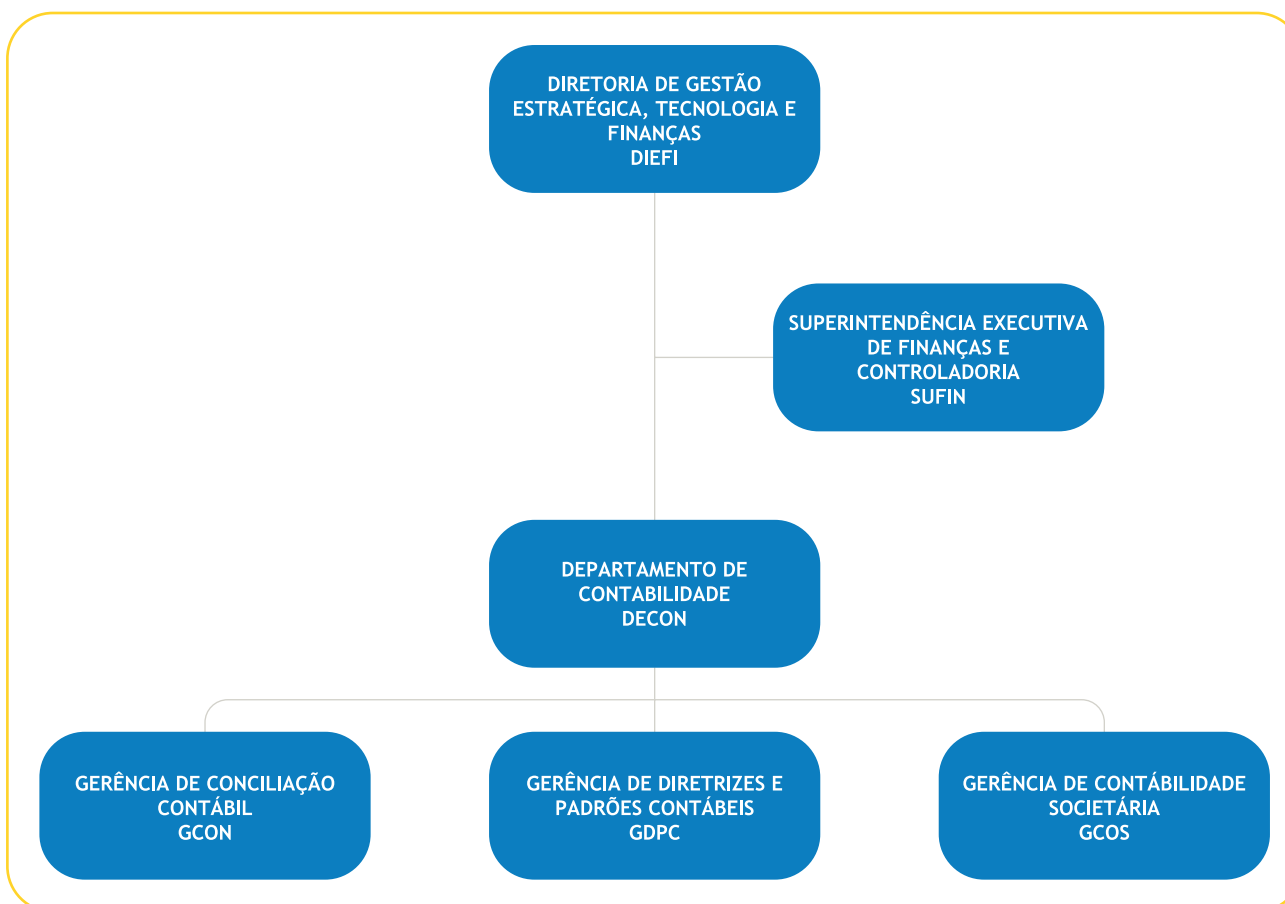 DIRETORIA DE GESTÃO
ESTRATÉGICA, TECNOLOGIA E
FINANÇAS
DIEFI
SUPERINTENDÊNCIA EXECUTIVA
DE FINANÇAS E
CONTROLADORIA
SUFIN
DEPARTAMENTO DE
CONTABILIDADE
DECON
GERÊNCIA DE CONCILIAÇÃO
CONTÁBIL
GCON
GERÊNCIA DE DIRETRIZES E
PADRÕES CONTÁBEIS
GDPC
GERÊNCIA DE CONTÁBILIDADE
SOCIETÁRIA
GCOS